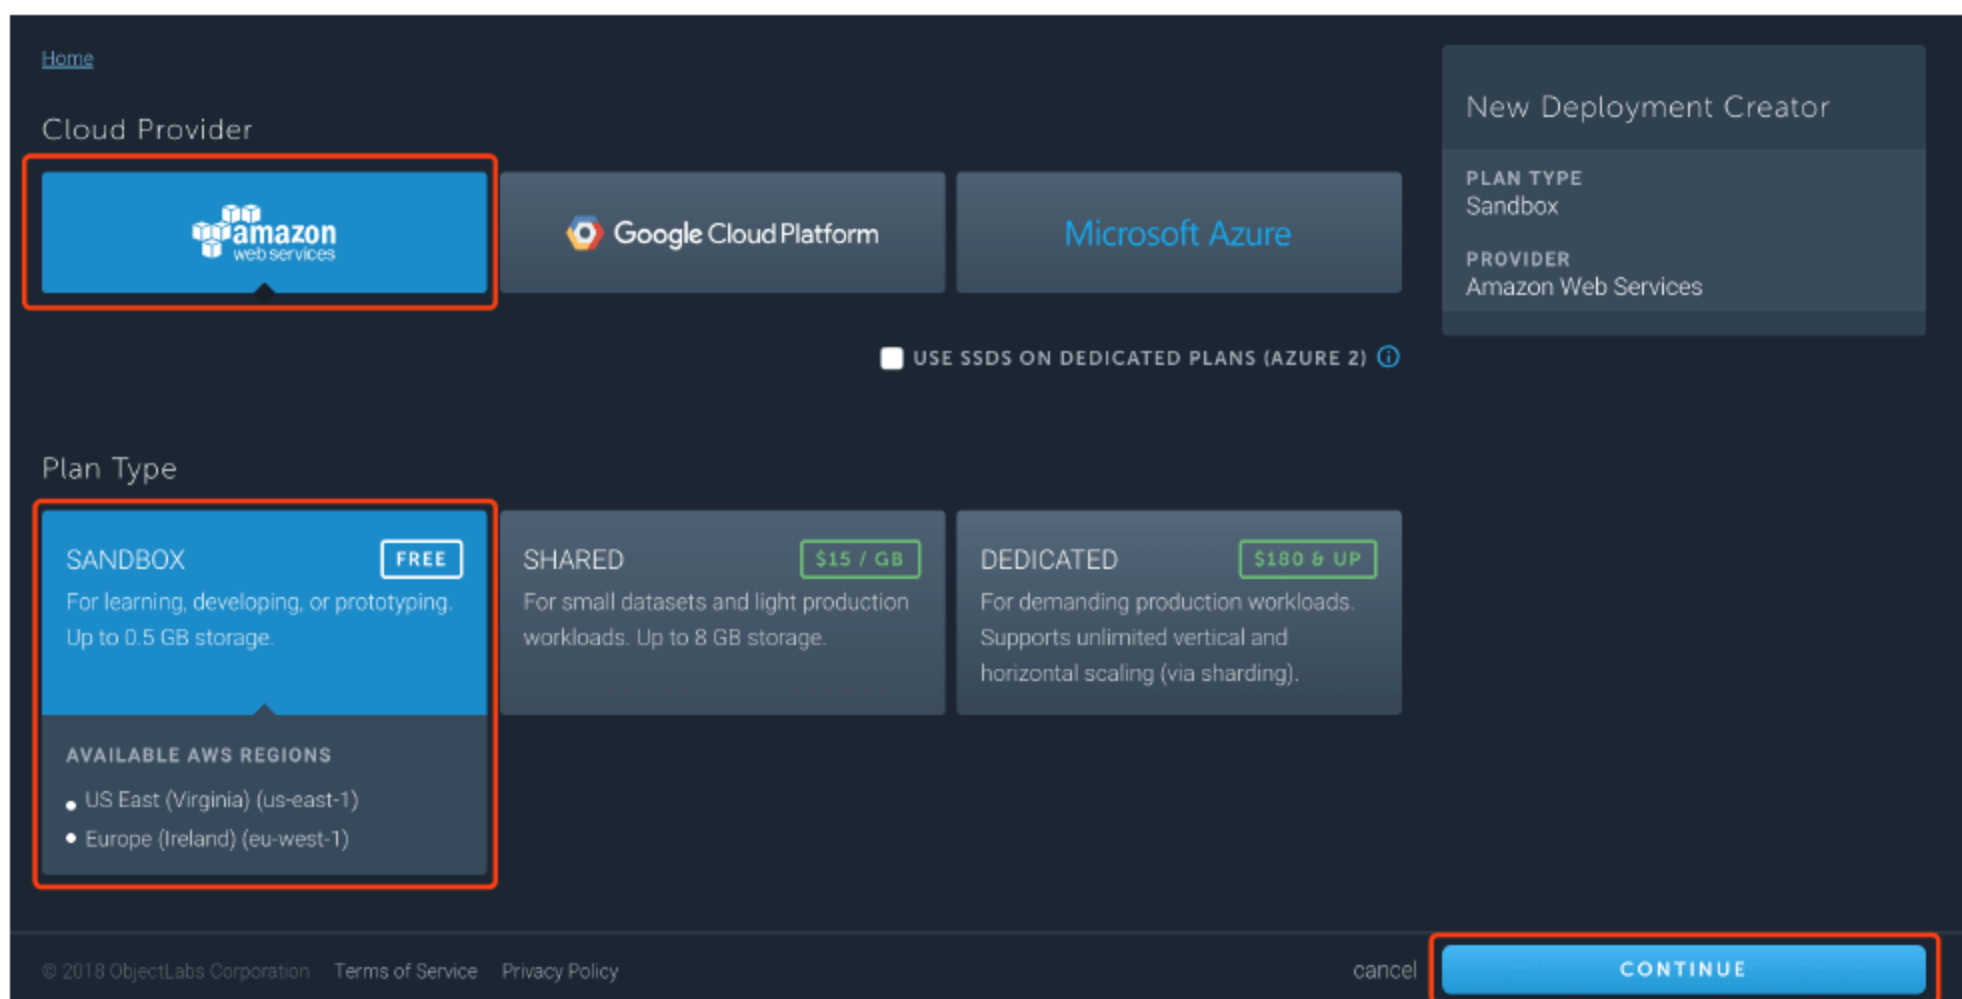 Home
Cloud Provider
amazon
web services
Google Cloud Platform
Microsoft Azure
USE SSDS ON DEDICATED PLANS (AZURE 2)
Plan Type
SANDBOX
FREE
For learning, developing, or prototyping.
Up to 0.5 GB storage.
AVAILABLE AWS REGIONS
US East (Virginia) (us-east-1)
Europe (Ireland) (eu-west-1)
SHARED
$15 / GB
For small datasets and light production
workloads. Up to 8 GB storage.
DEDICATED
$180 & UP
For demanding production workloads.
Supports unlimited vertical and
horizontal scaling (via sharding).
New Deployment Creator
PLAN TYPE
Sandbox
PROVIDER
Amazon Web Services
© 2018 ObjectLabs Corporation
Terms of Service
Privacy Policy
cancel
CONTINUE